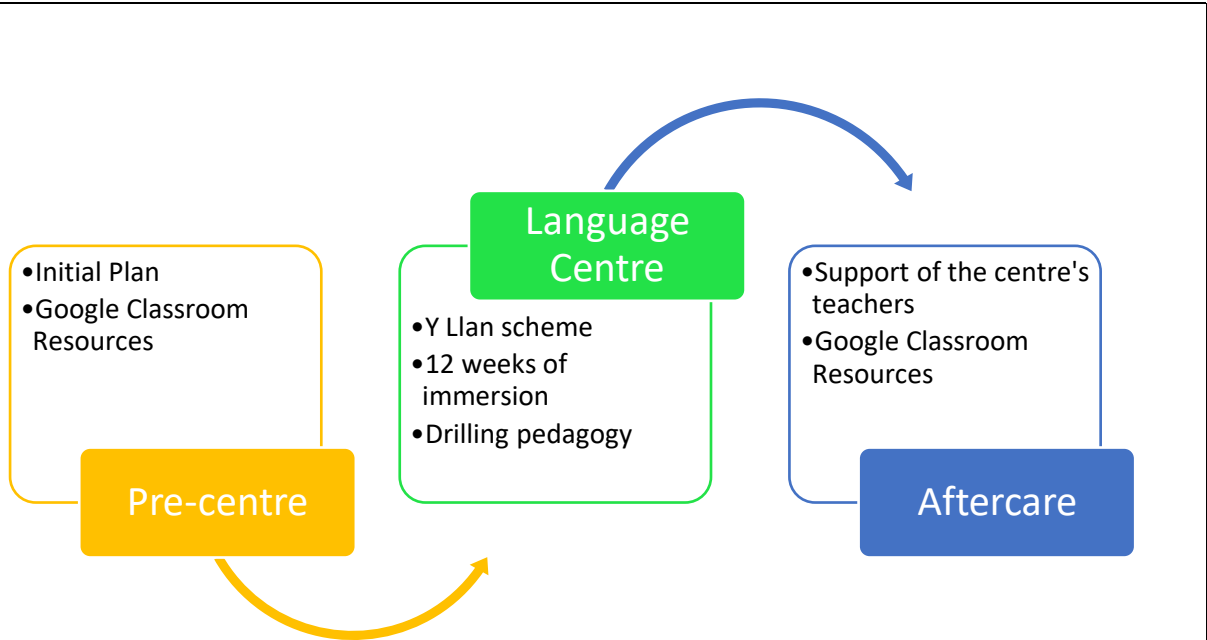 •Initial Plan
•Google Classroom
Resources
Pre-centre
Language
Centre
•Y Llan scheme
•12 weeks of
immersion
•Drilling pedagogy
•Support of the centre's
teachers
•Google Classroom
Resources
Aftercare